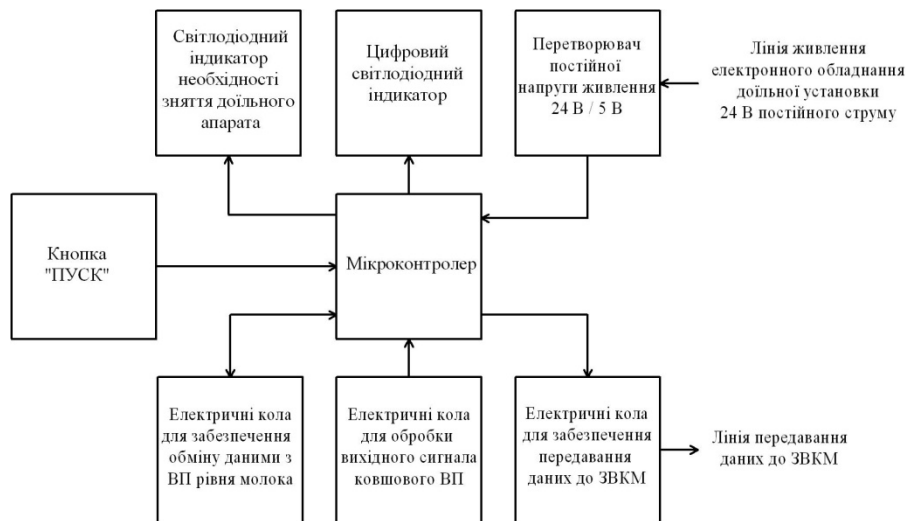 Світлодіодний
індикатор
необхідності
зняття доїльного
апарата
Цифровий
світлодіодний
індикатор
Перетворювач
постійної
напруги живлення
24 В / 5 В
Лінія живлення
електронного обладнання
доїльної установки
24 В постійного струму
Кнопка
"ПУСК"
Мікроконтролер
Електричні кола
для забезпечення
обміну даними з
ВП рівня молока
Електричні кола
для обробки
вихідного сигнала
ковшового ВП
Електричні кола
для забезпечення
передавання
даних до ЗВКМ
Лінія передавання
даних до ЗВКМ